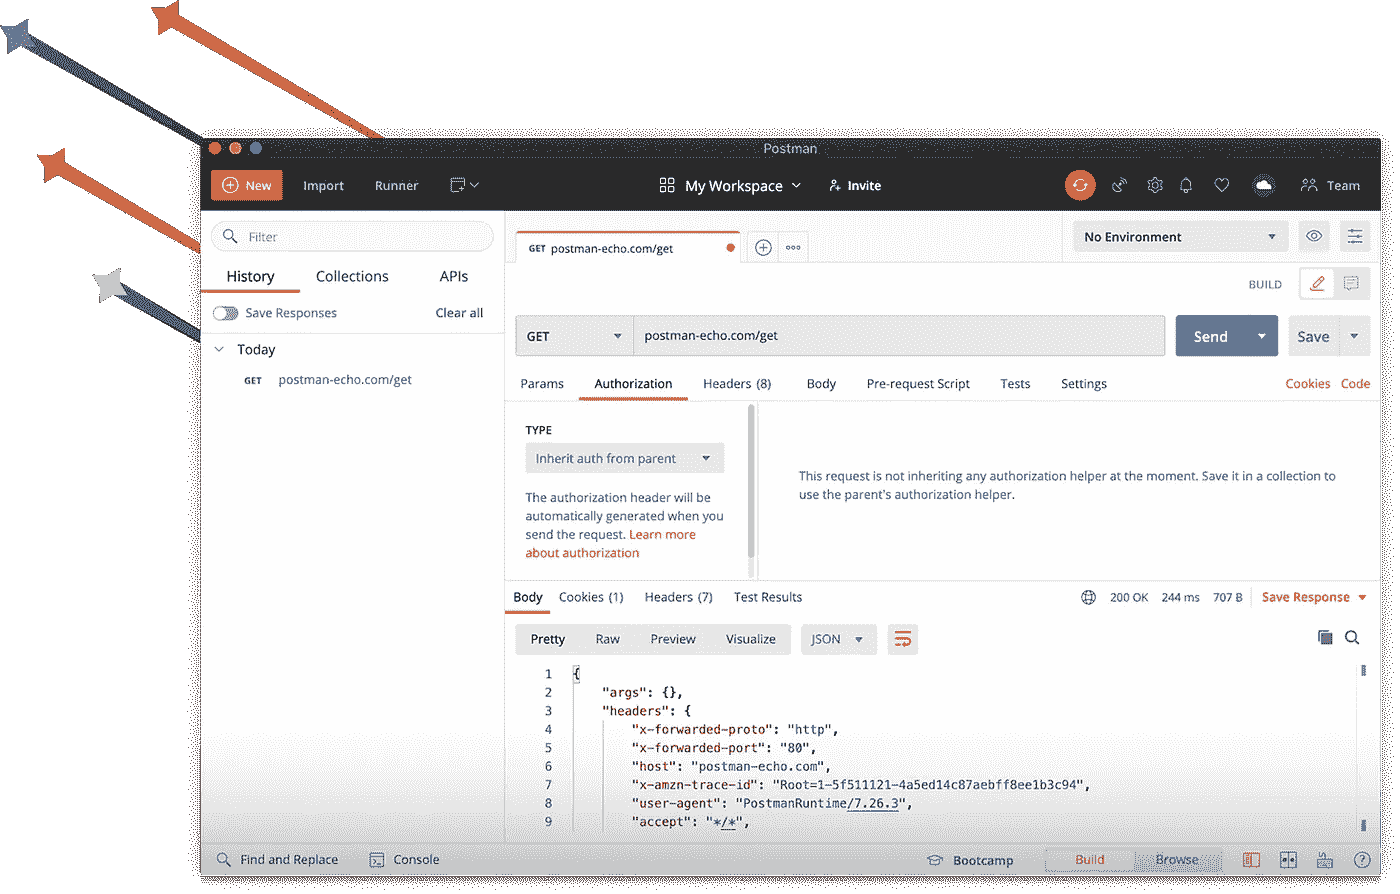 Postman
New Import Runner My Workspace Invite Team
Filter
History Collections APIs
Save Responses Clear all
Today
GET postman-echo.com/get
GET postman-echo.com/get
No Environment
BUILD
GET postman-echo.com/get Send Save
Params Authorization Headers (8) Body Pre-request Script Tests Settings Cookies Code
TYPE
Inherit auth from parent
The authorization header will be
automatically generated when you
send the request. Learn more
about authorization
This request is not inheriting any authorization helper at the moment. Save it in a collection to
use the parent's authorization helper.
Body Cookies (1) Headers (7) Test Results 200 OK 244 ms 707 B Save Response
Pretty Raw Preview Visualize JSON
1 {
2 "args": {},
3 "headers": {
4 "x-forwarded-proto": "http",
5 "x-forwarded-port": "80",
6 "host": "postman-echo.com",
7 "x-amzn-trace-id": "Root=1-5f511121-4a5ed14c87aebff8ee1b3c94",
8 "user-agent": "PostmanRuntime/7.26.3",
9 "accept": "*/*",
Find and Replace Console Bootcamp Build Browse